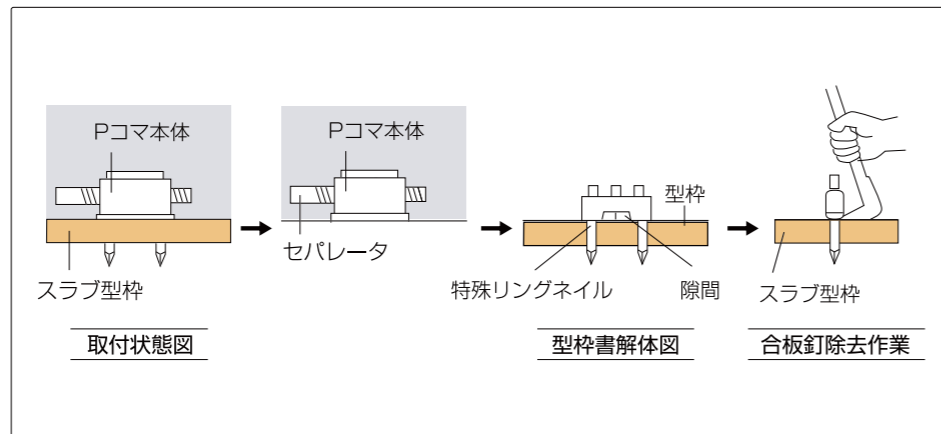 Pコマ本体
スラブ型枠
取付状態図
Pコマ本体
セパレータ
型枠
特殊リングネイル
隙間
型枠書解体図
スラブ型枠
合板釘除去作業